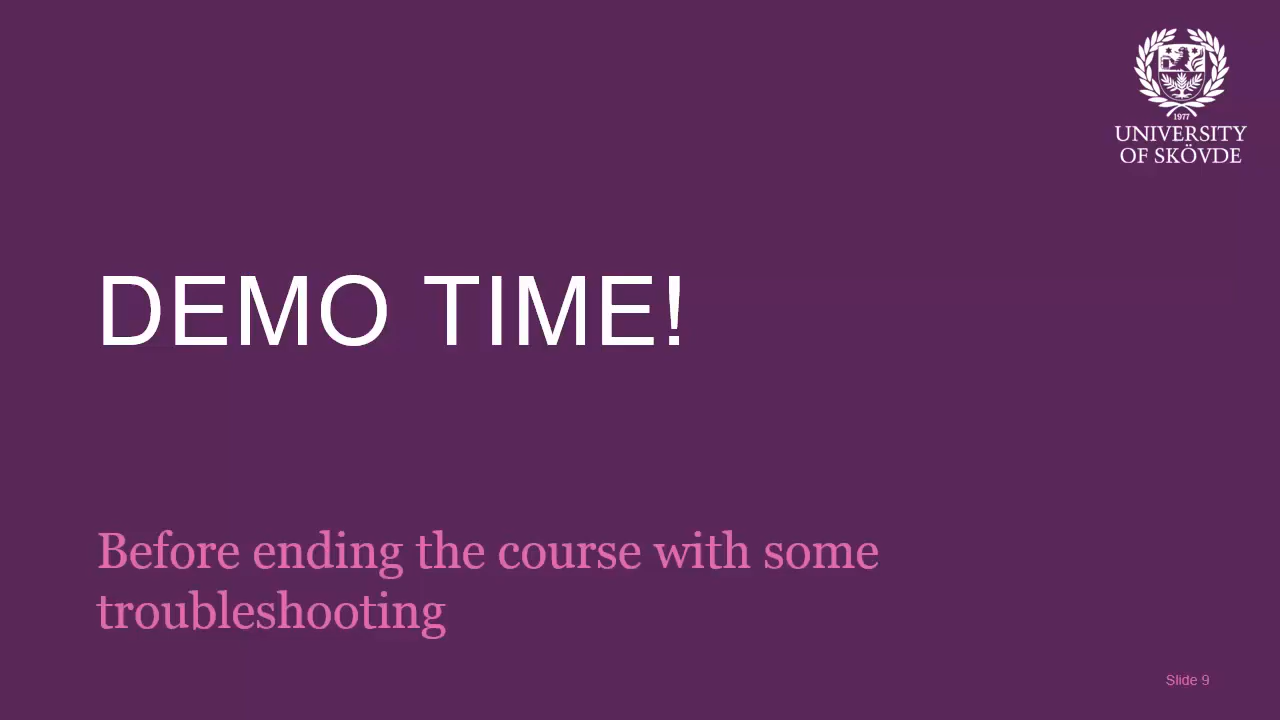 1977
UNIVERSITY
OF SKÖVDE
DEMO TIME!
Before ending the course with some
troubleshooting
Slide 9